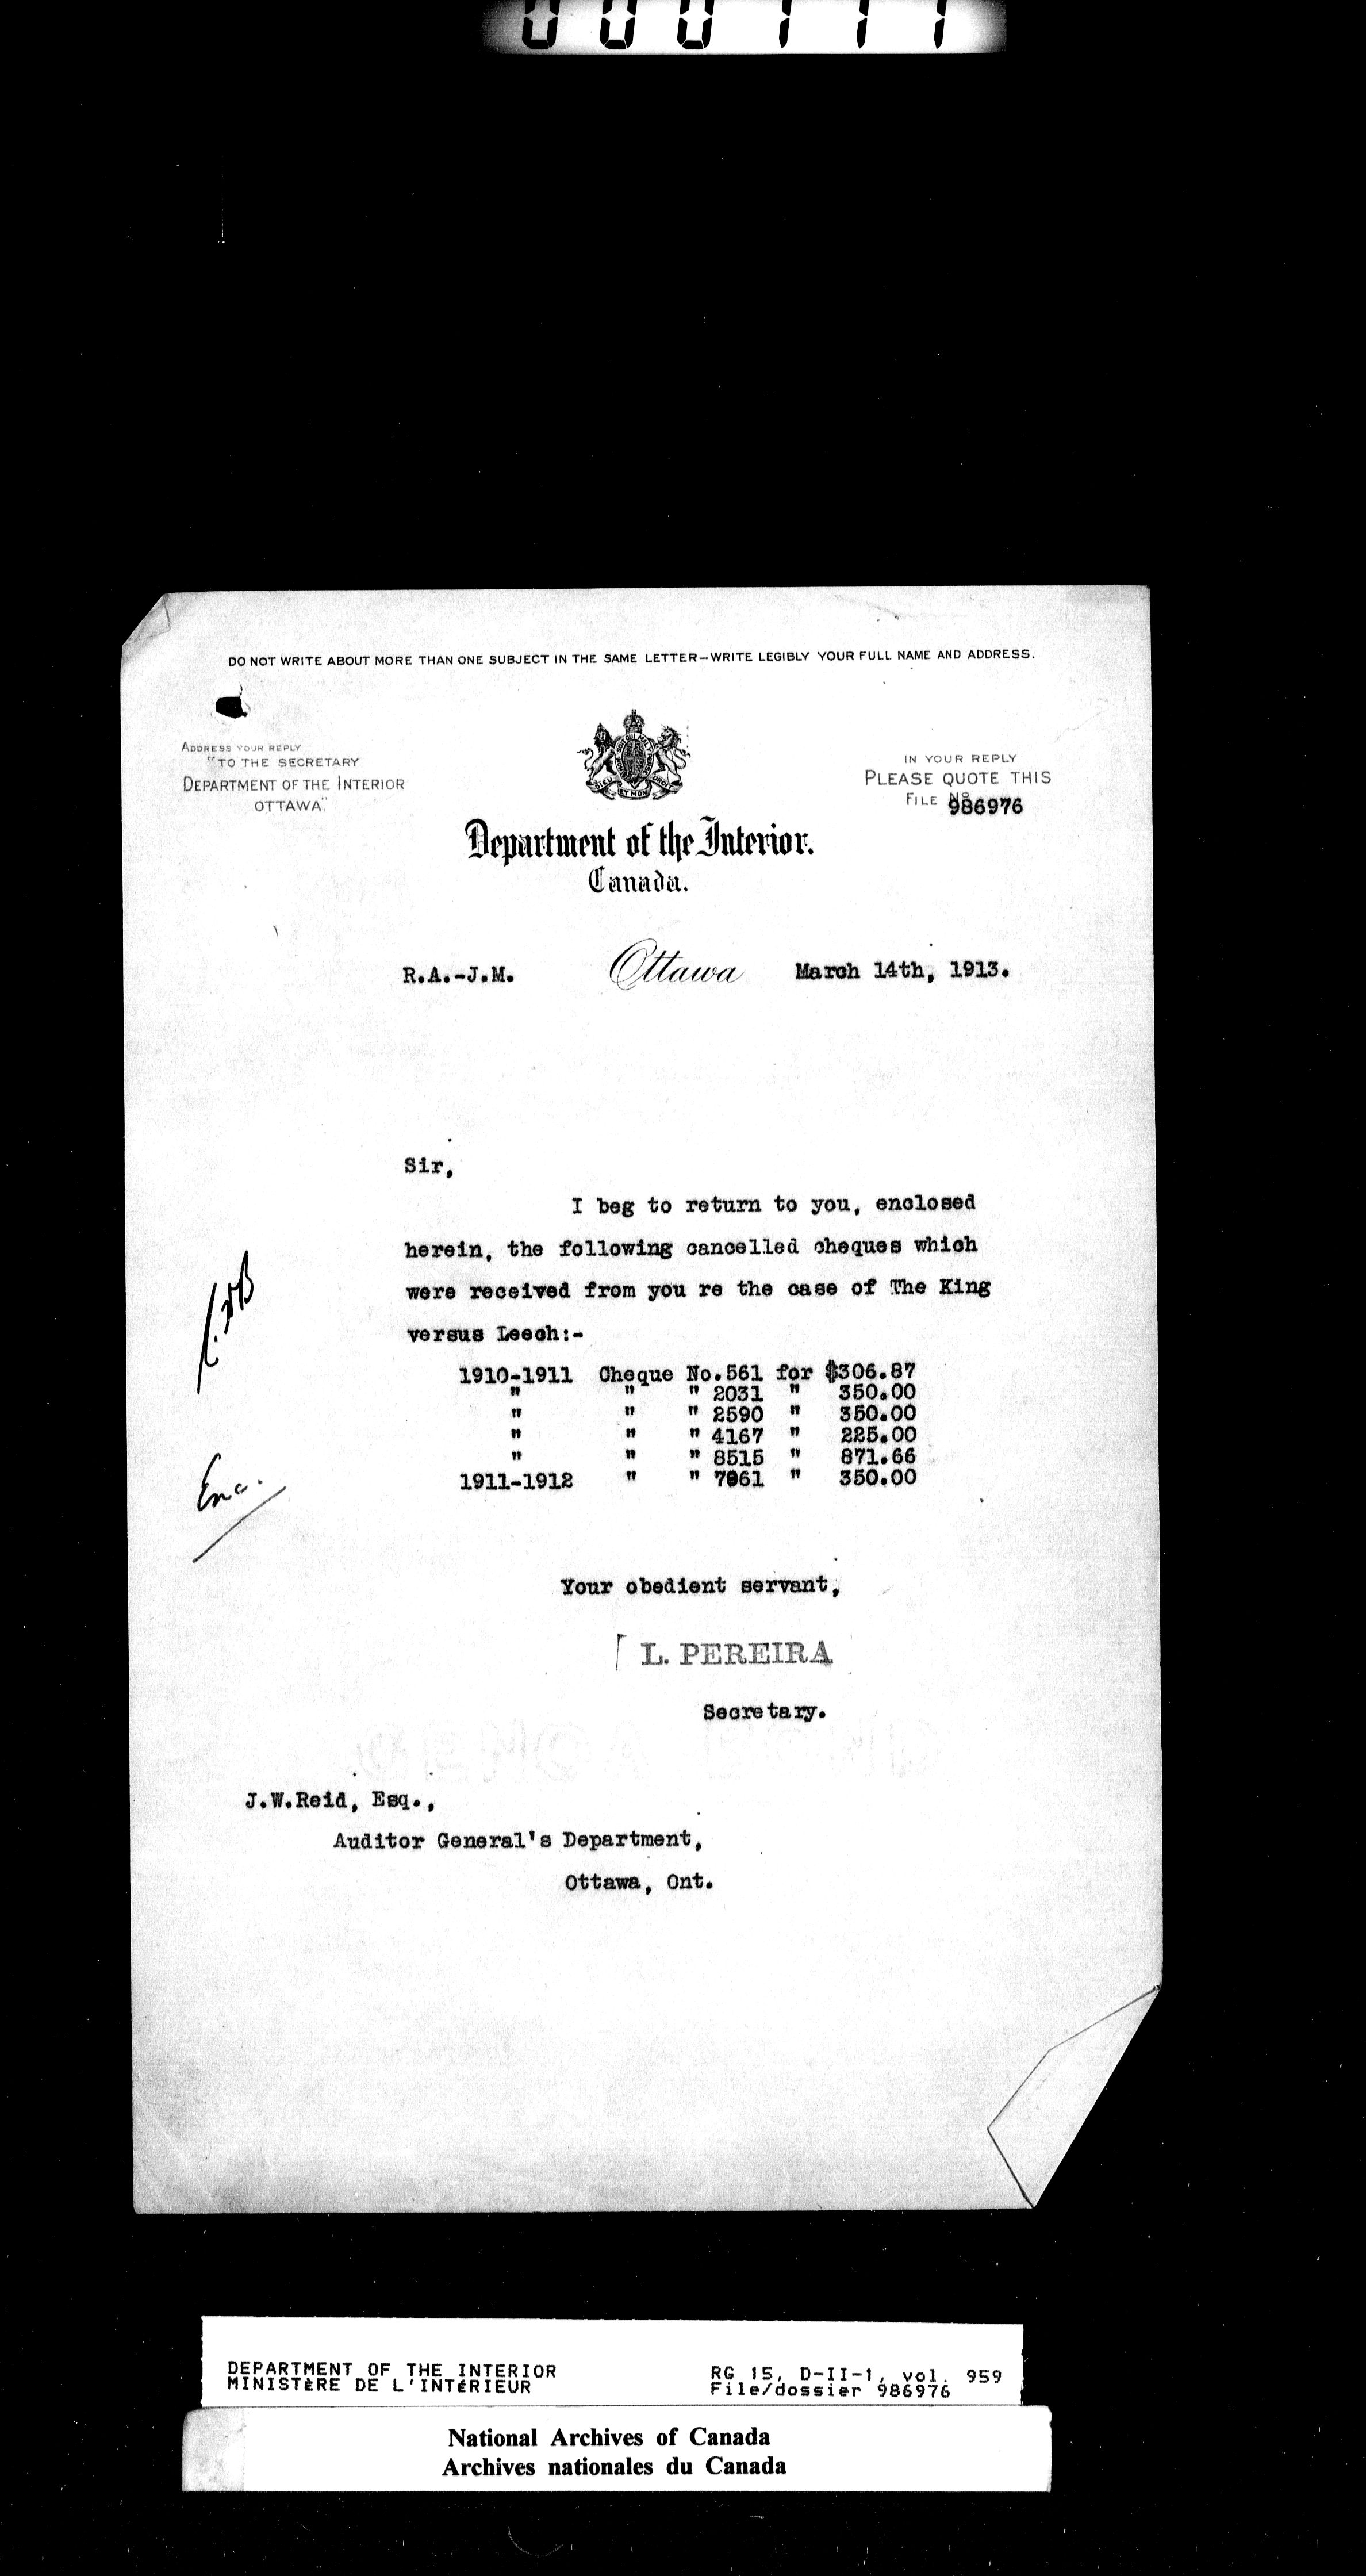 DO NOT WRITE ABOUT MORE THAN ONE SUBJECT IN THE SAME LETTER—WRITE LEGIBLY YOUR FULL NAME AND ADDRESS.
ADDRESS YOUR REPLY
"TO THE SECRETARY
DEPARTMENT OF THE INTERIOR
OTTAWA."
IN YOUR REPLY
PLEASE QUOTE THIS
FILE No 986976
DIEU ET MON DROIT
Department of the Interior.
Canada.
R.A.-J.M. Ottawa March 14th, 1913.
Sir,
I beg to return to you, enclosed
herein, the following cancelled cheques which
were received from you re the case of The King
versus Leech:-
1910-1911 Cheque No.561 for $306.87
" " " 2031 " 350.00
" " " 2590 " 350.00
" " " 4167 " 225.00
" " " 8515 " 871.66
1911-1912 " " 7061 " 350.00
Enc.
Your obedient servant,
L. PEREIRA
Secretary.
J.W.Reid, Esq.,
Auditor General's Department,
Ottawa, Ont.
DEPARTMENT OF THE INTERIOR
MINISTÈRE DE L'INTÉRIEUR
RG 15, D-II-1, vol. 959
File/dossier 986976
National Archives of Canada
Archives nationales du Canada